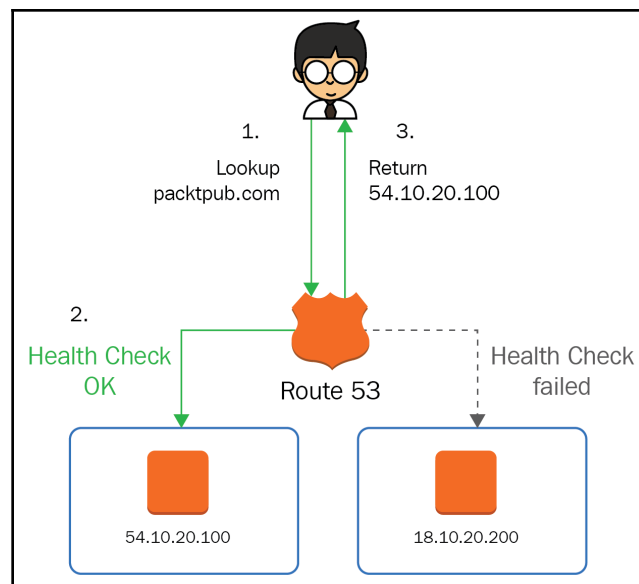 1.
Lookup
packtpub.com
3.
Return
54.10.20.100
2.
Health Check
OK
Route 53
Health Check
failed
54.10.20.100
18.10.20.200